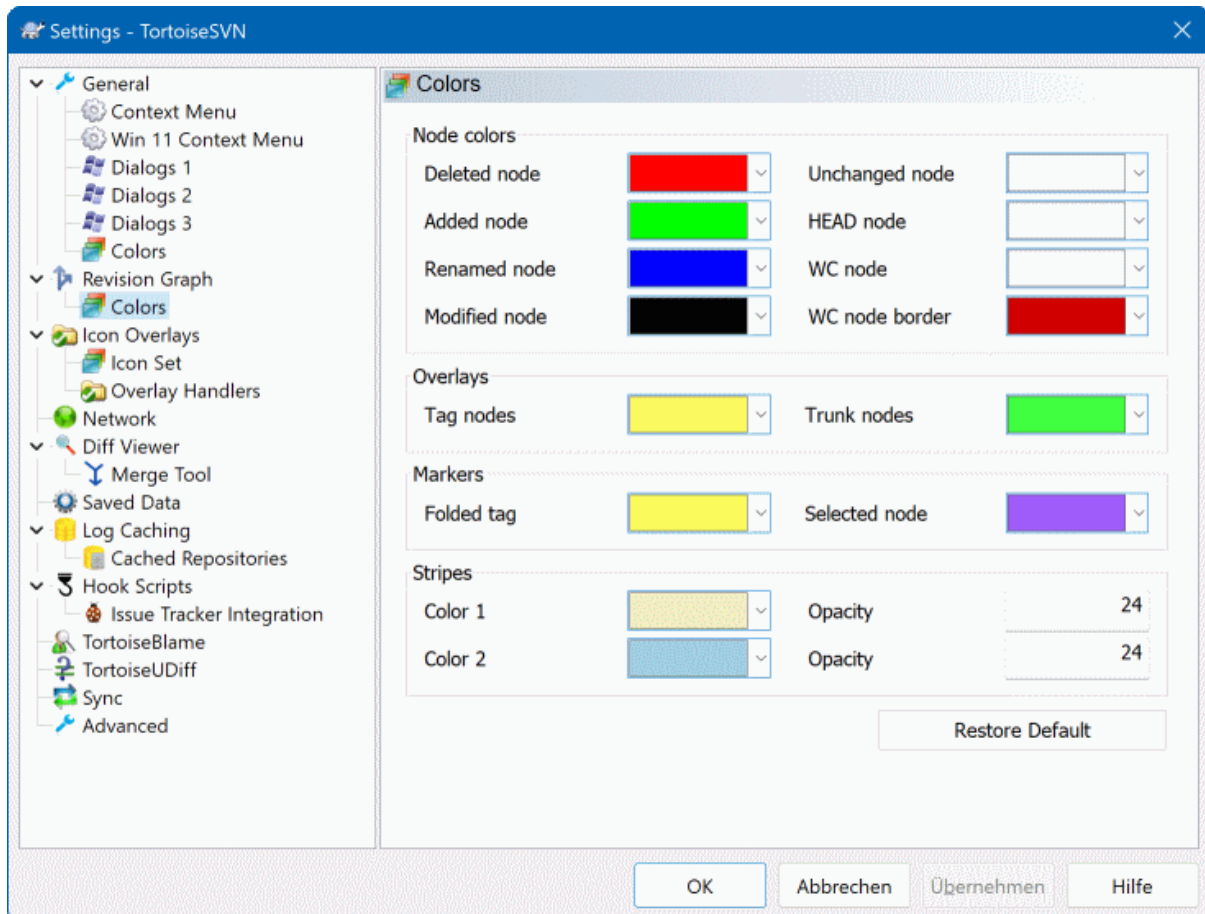 Settings - TortoiseSVN
General
Context Menu
Win 11 Context Menu
Dialogs 1
Dialogs 2
Dialogs 3
Colors
Revision Graph
Colors
Icon Overlays
Icon Set
Overlay Handlers
Network
Diff Viewer
Merge Tool
Saved Data
Log Caching
Cached Repositories
Hook Scripts
Issue Tracker Integration
TortoiseBlame
TortoiseUDiff
Sync
Advanced
Colors
Node colors
Deleted node Unchanged node
Added node HEAD node
Renamed node WC node
Modified node WC node border
Overlays
Tag nodes Trunk nodes
Markers
Folded tag Selected node
Stripes
Color 1 Opacity 24
Color 2 Opacity 24
Restore Default
OK Abbrechen Übernehmen Hilfe